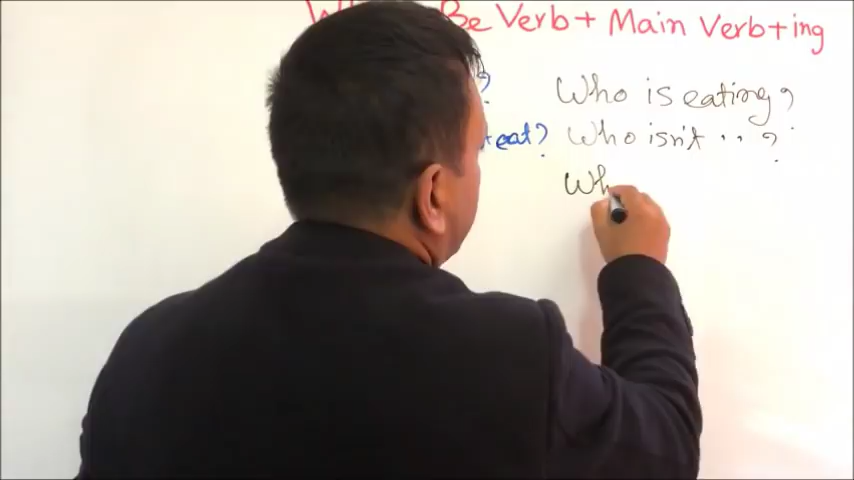 Be Verb + Main Verb + ing
? Who is eating?
eat? Who isn't ... ?
Wh